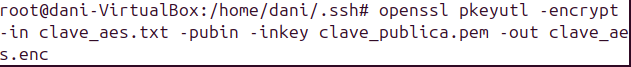 root@dani-VirtualBox:/home/dani/.ssh# openssl pkeyutl -encrypt
-in clave_aes.txt -pubin -inkey clave_publica.pem -out clave_ae
s.enc